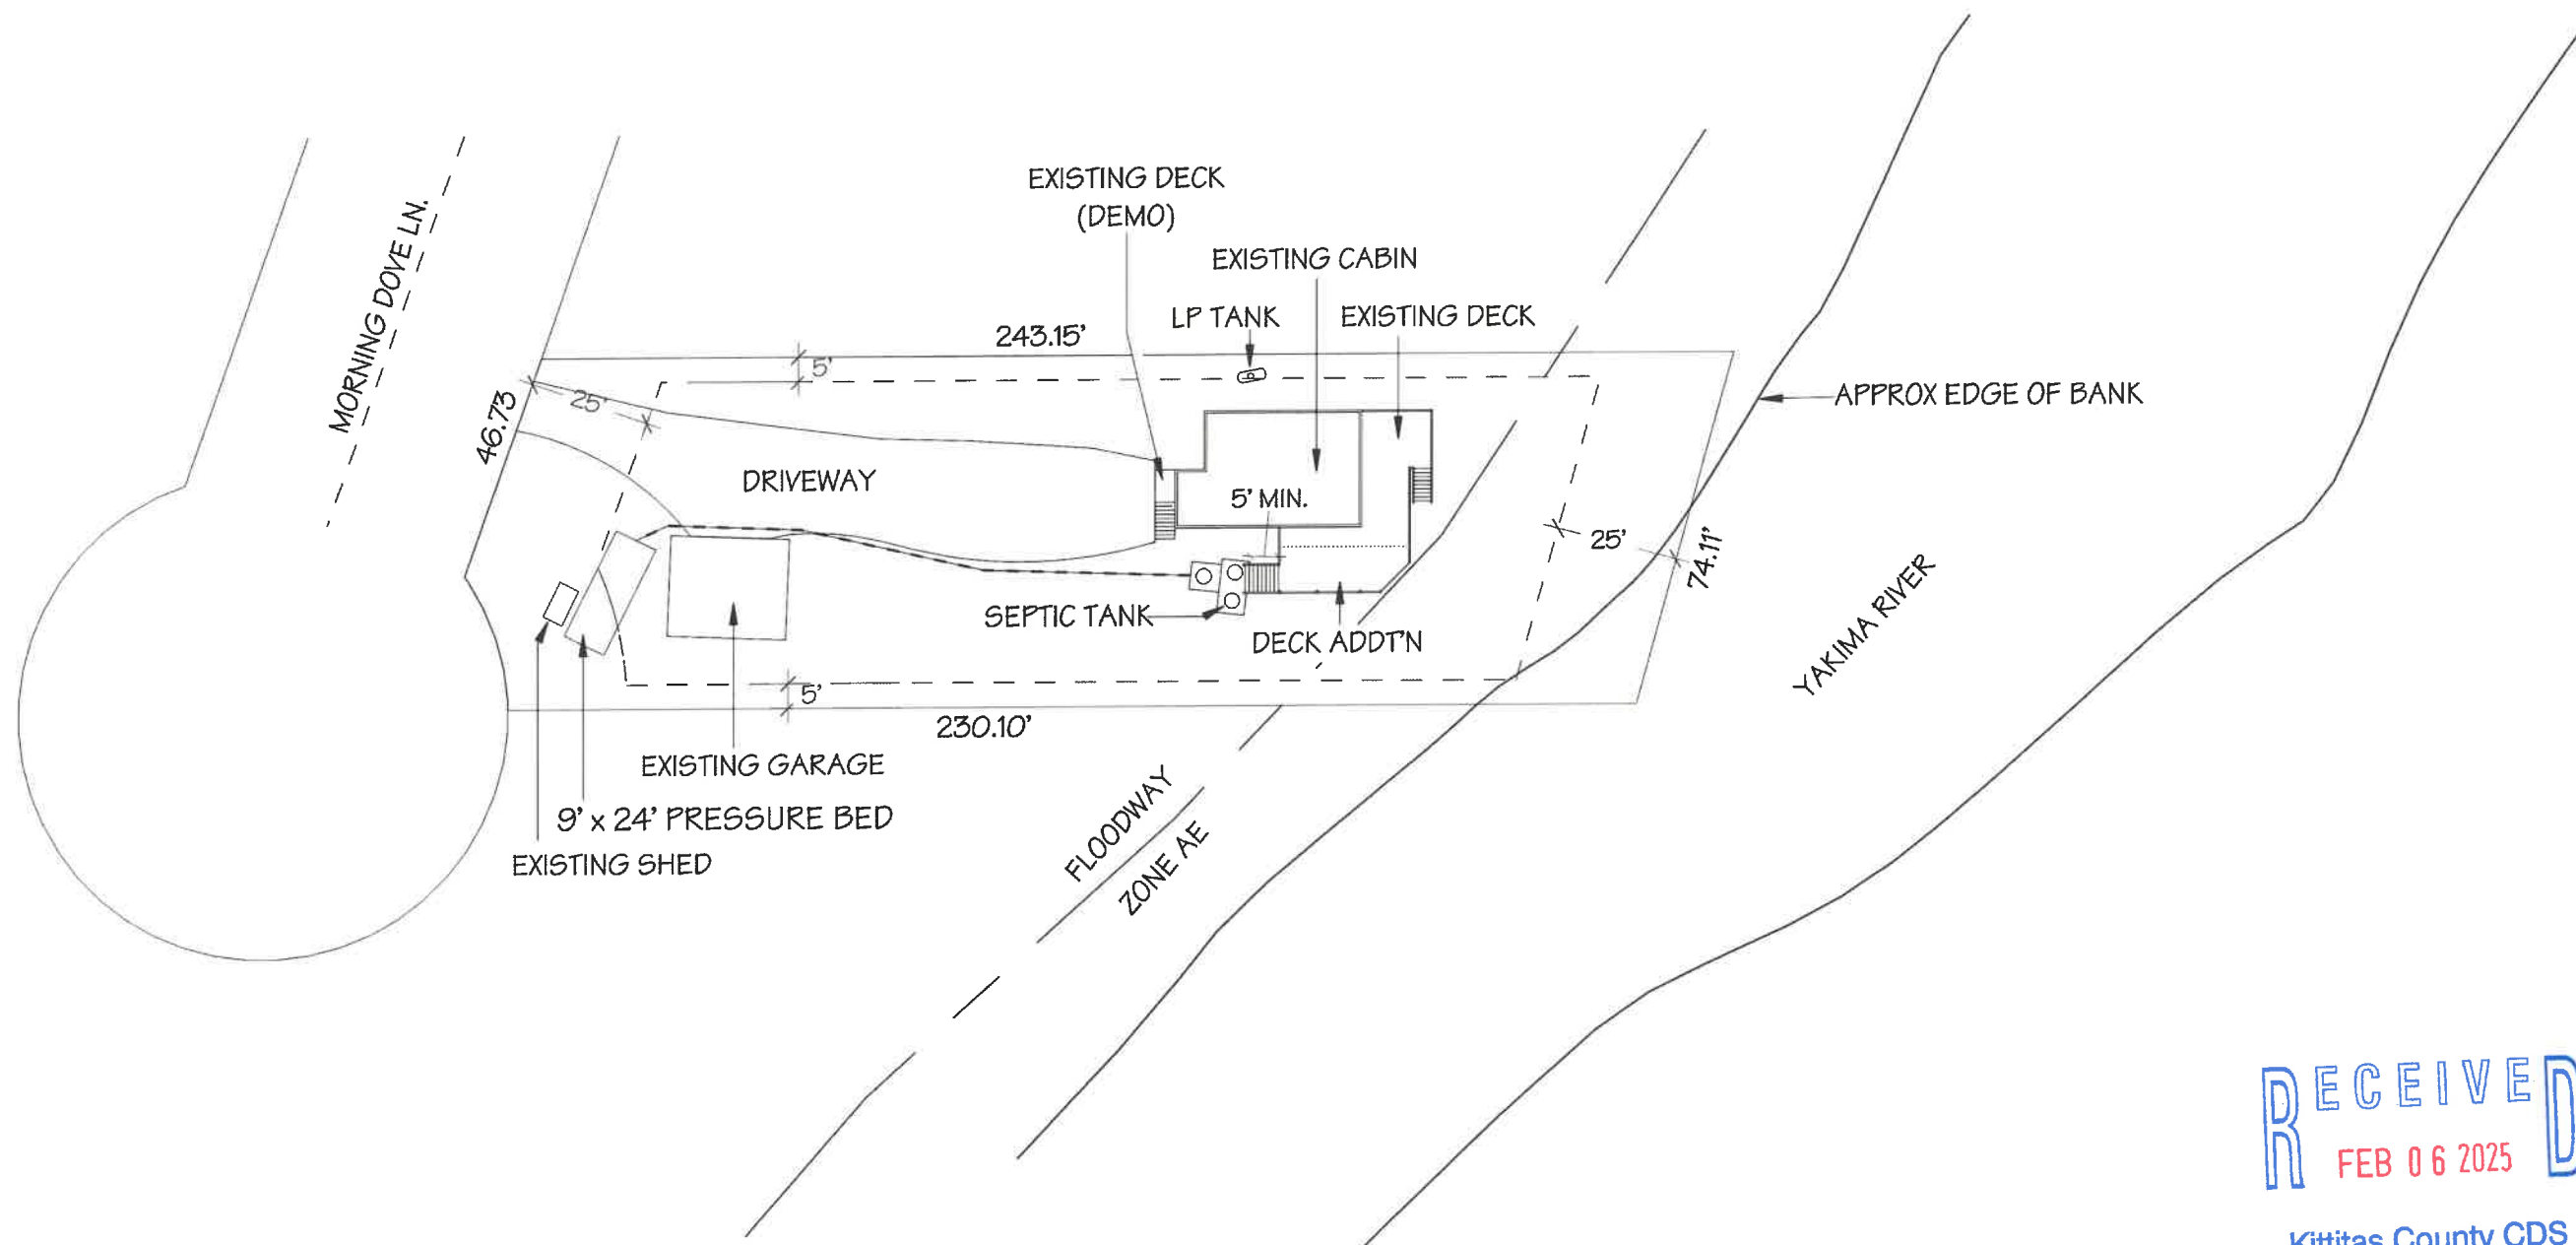 EXISTING DECK
(DEMO)
EXISTING CABIN
LP TANK
EXISTING DECK
MORNING DOVE LN.
243.15'
5'
25'
46.73
APPROX EDGE OF BANK
DRIVEWAY
5' MIN.
25'
74.11'
SEPTIC TANK
DECK ADDT'N
YAKIMA RIVER
5'
230.10'
EXISTING GARAGE
9' x 24' PRESSURE BED
EXISTING SHED
FLOODWAY
ZONE AE
RECEIVED
FEB 06 2025
Kittitas County CDS